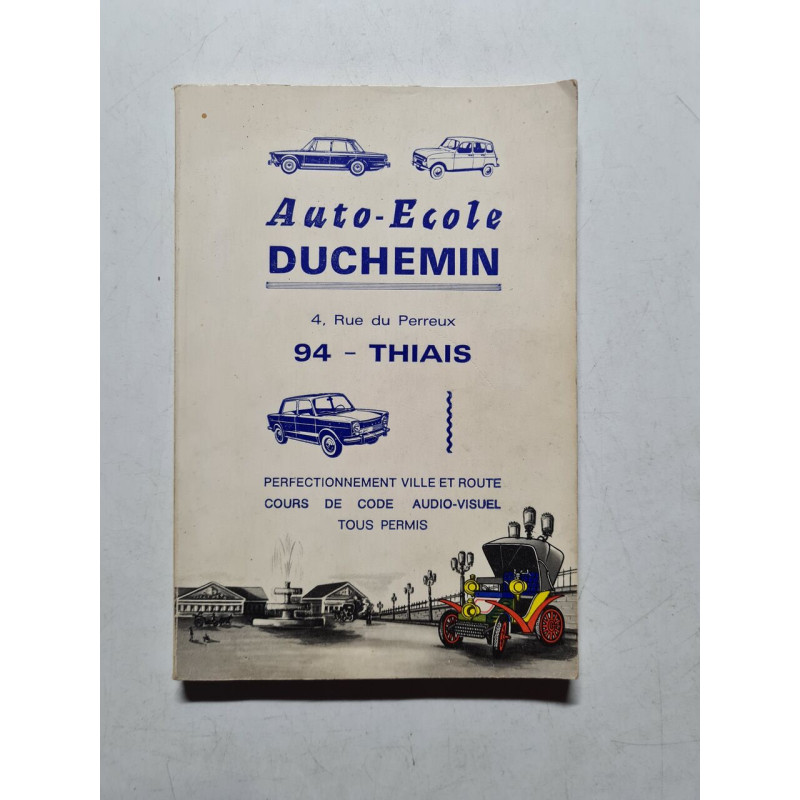 Auto-Ecole
DUCHEMIN
4, Rue du Perreux
94 - THIAIS
PERFECTIONNEMENT VILLE ET ROUTE
COURS DE CODE AUDIO-VISUEL
TOUS PERMIS